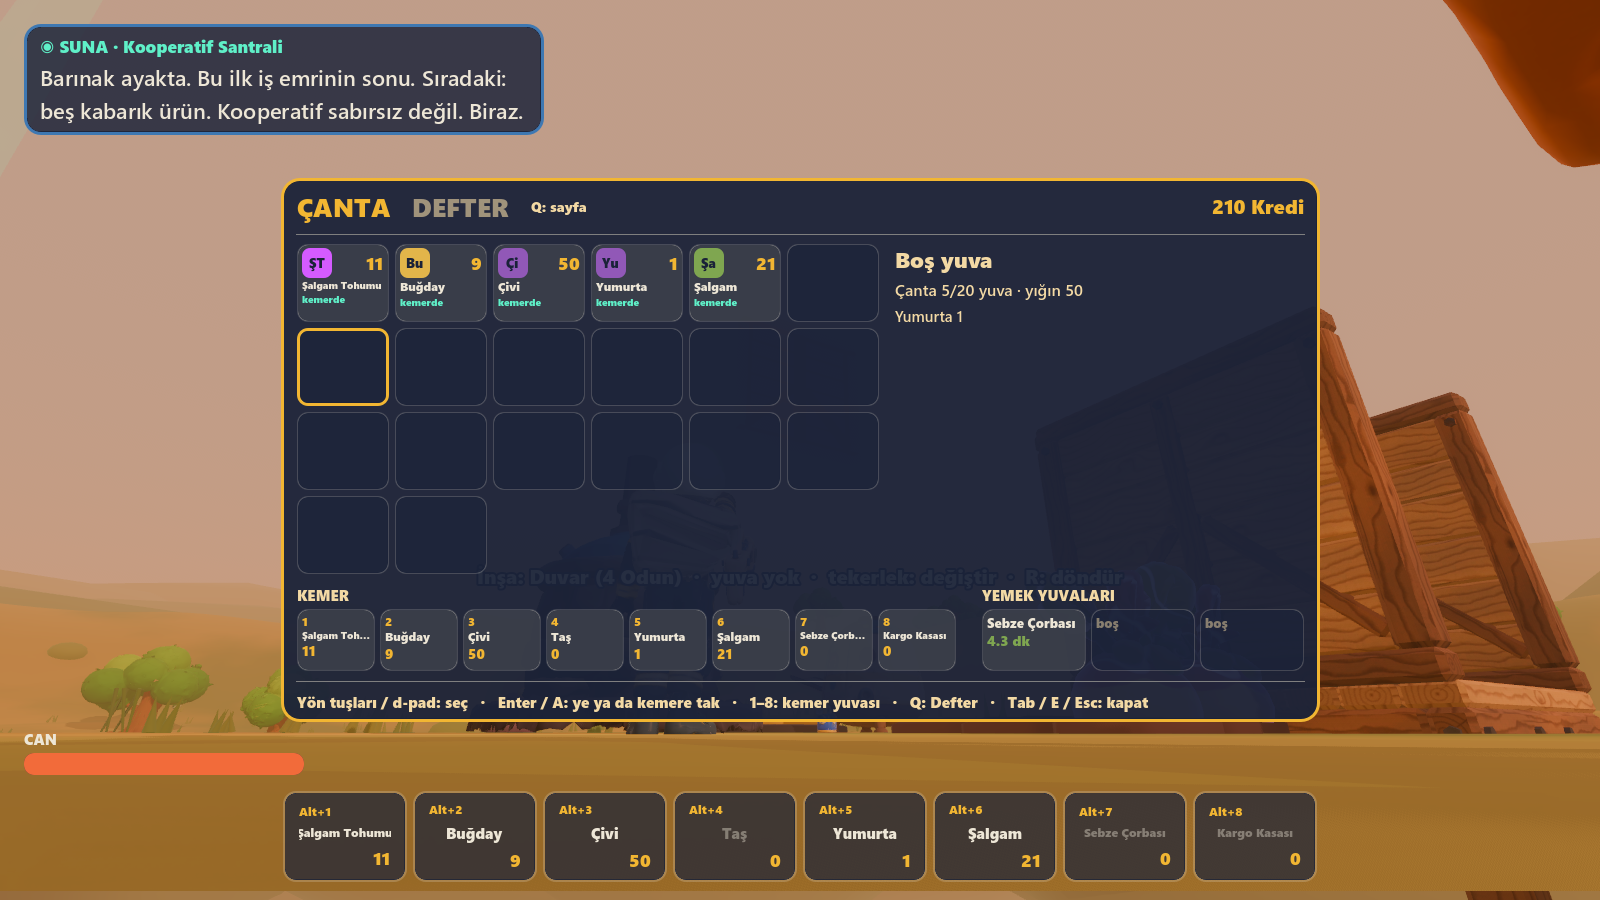 ◉ SUNA · Kooperatif Santrali
Barınak ayakta. Bu ilk iş emrinin sonu. Sıradaki:
beş kabarık ürün. Kooperatif sabırsız değil. Biraz.
ÇANTA DEFTER Q: sayfa 210 Kredi
ŞT 11 Bu 9 Çi 50 Yu 1 Şa 21
Şalgam Tohumu Buğday Çivi Yumurta Şalgam
kemerde kemerde kemerde kemerde kemerde
Boş yuva
Çanta 5/20 yuva · yığın 50
Yumurta 1
İnşa: Duvar (4 Odun) · yuva yok · tekerlek: değiştir · R: döndür
KEMER
1 2 3 4 5 6 7 8
Şalgam Toh... Buğday Çivi Taş Yumurta Şalgam Sebze Çorb... Kargo Kasası
11 9 50 0 1 21 0 0
YEMEK YUVALARI
Sebze Çorbası boş boş
4.3 dk
Yön tuşları / d-pad: seç · Enter / A: ye ya da kemere tak · 1–8: kemer yuvası · Q: Defter · Tab / E / Esc: kapat
CAN
Alt+1 Alt+2 Alt+3 Alt+4 Alt+5 Alt+6 Alt+7 Alt+8
Şalgam Tohumu Buğday Çivi Taş Yumurta Şalgam Sebze Çorbası Kargo Kasası
11 9 50 0 1 21 0 0